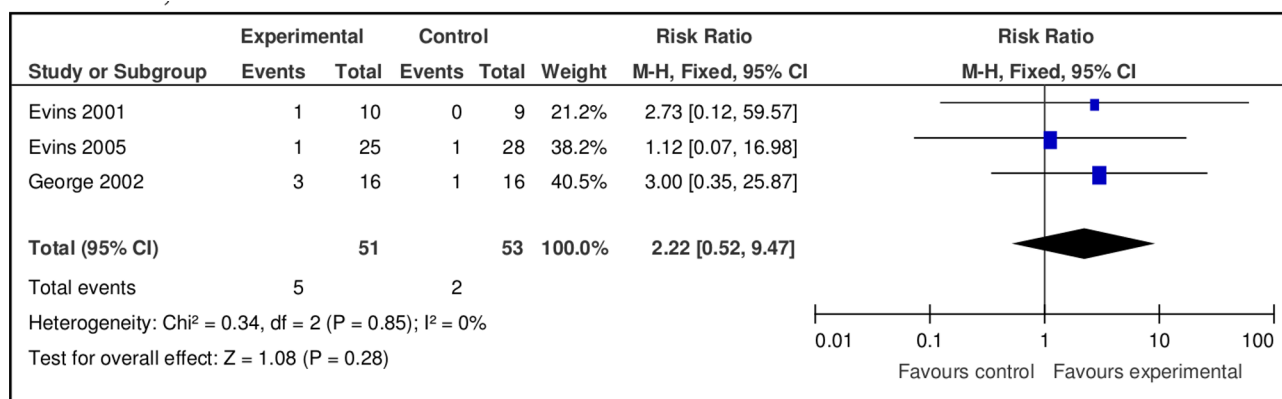 Experimental Control Risk Ratio Risk Ratio
Study or Subgroup Events Total Events Total Weight M-H, Fixed, 95% CI M-H, Fixed, 95% CI
Evins 2001 1 10 0 9 21.2% 2.73 [0.12, 59.57]
Evins 2005 1 25 1 28 38.2% 1.12 [0.07, 16.98]
George 2002 3 16 1 16 40.5% 3.00 [0.35, 25.87]
Total (95% CI) 51 53 100.0% 2.22 [0.52, 9.47]
Total events 5 2
Heterogeneity: Chi² = 0.34, df = 2 (P = 0.85); I² = 0%
Test for overall effect: Z = 1.08 (P = 0.28)
0.01 0.1 1 10 100
Favours control Favours experimental